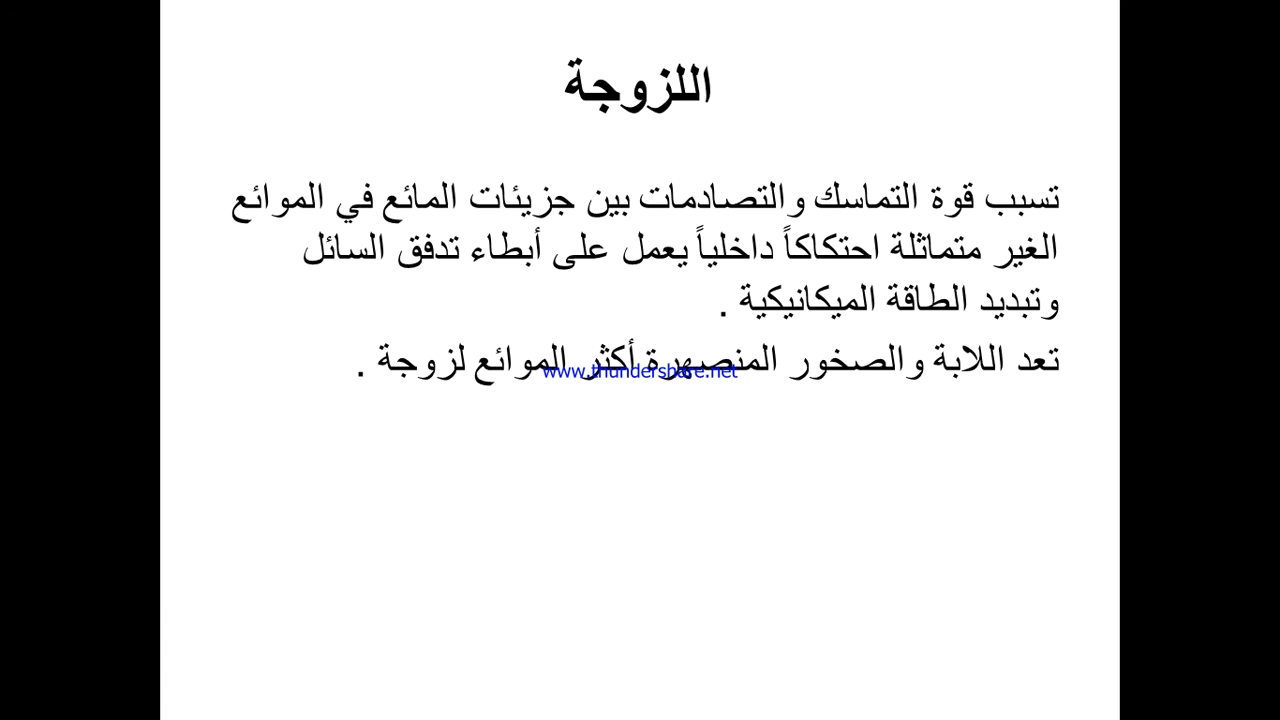 اللزوجة
تسبب قوة التماسك والتصادمات بين جزيئات المائع في الموائع
الغير متماثلة احتكاكاً داخلياً يعمل على أبطاء تدفق السائل
وتبديد الطاقة الميكانيكية .
تعد اللابة والصخور المنصهرة أكثر الموائع لزوجة .
www.thundershare.net